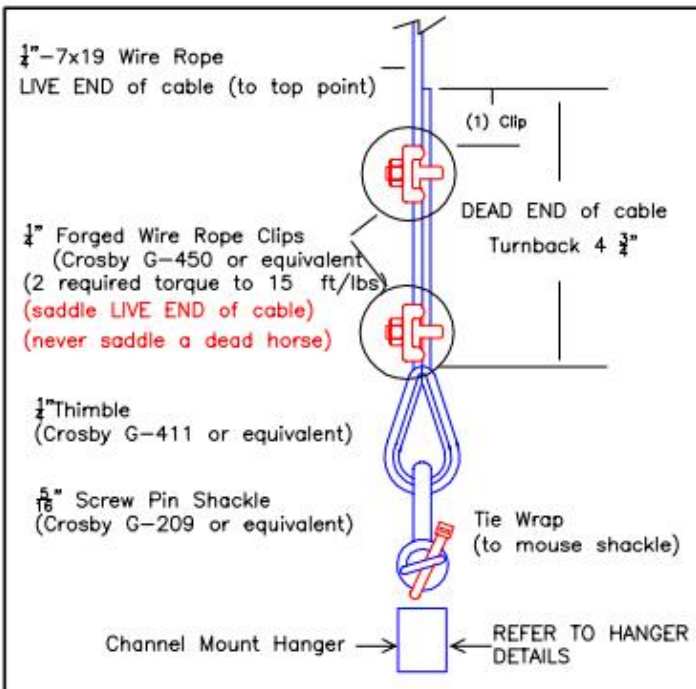 ¼"-7x19 Wire Rope
LIVE END of cable (to top point)
(1) Clip
DEAD END of cable
Turnback 4 ¾"
¼" Forged Wire Rope Clips
(Crosby G-450 or equivalent
(2 required torque to 15 ft/lbs)
(saddle LIVE END of cable)
(never saddle a dead horse)
¼"Thimble
(Crosby G-411 or equivalent)
5/16" Screw Pin Shackle
(Crosby G-209 or equivalent)
Tie Wrap
(to mouse shackle)
Channel Mount Hanger
REFER TO HANGER
DETAILS